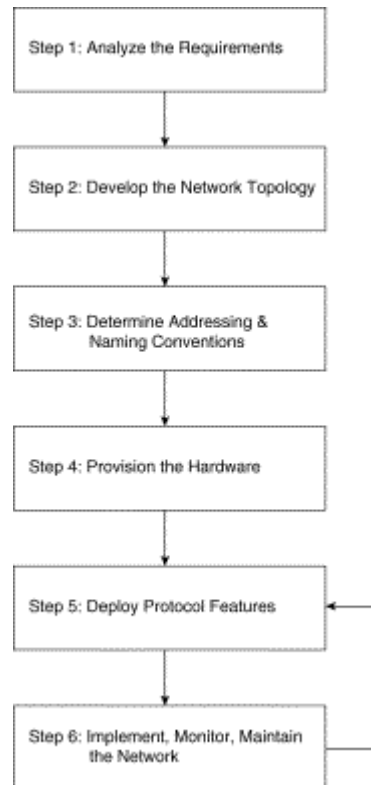 Step 1: Analyze the Requirements
Step 2: Develop the Network Topology
Step 3: Determine Addressing &
Naming Conventions
Step 4: Provision the Hardware
Step 5: Deploy Protocol Features
Step 6: Implement, Monitor, Maintain
the Network